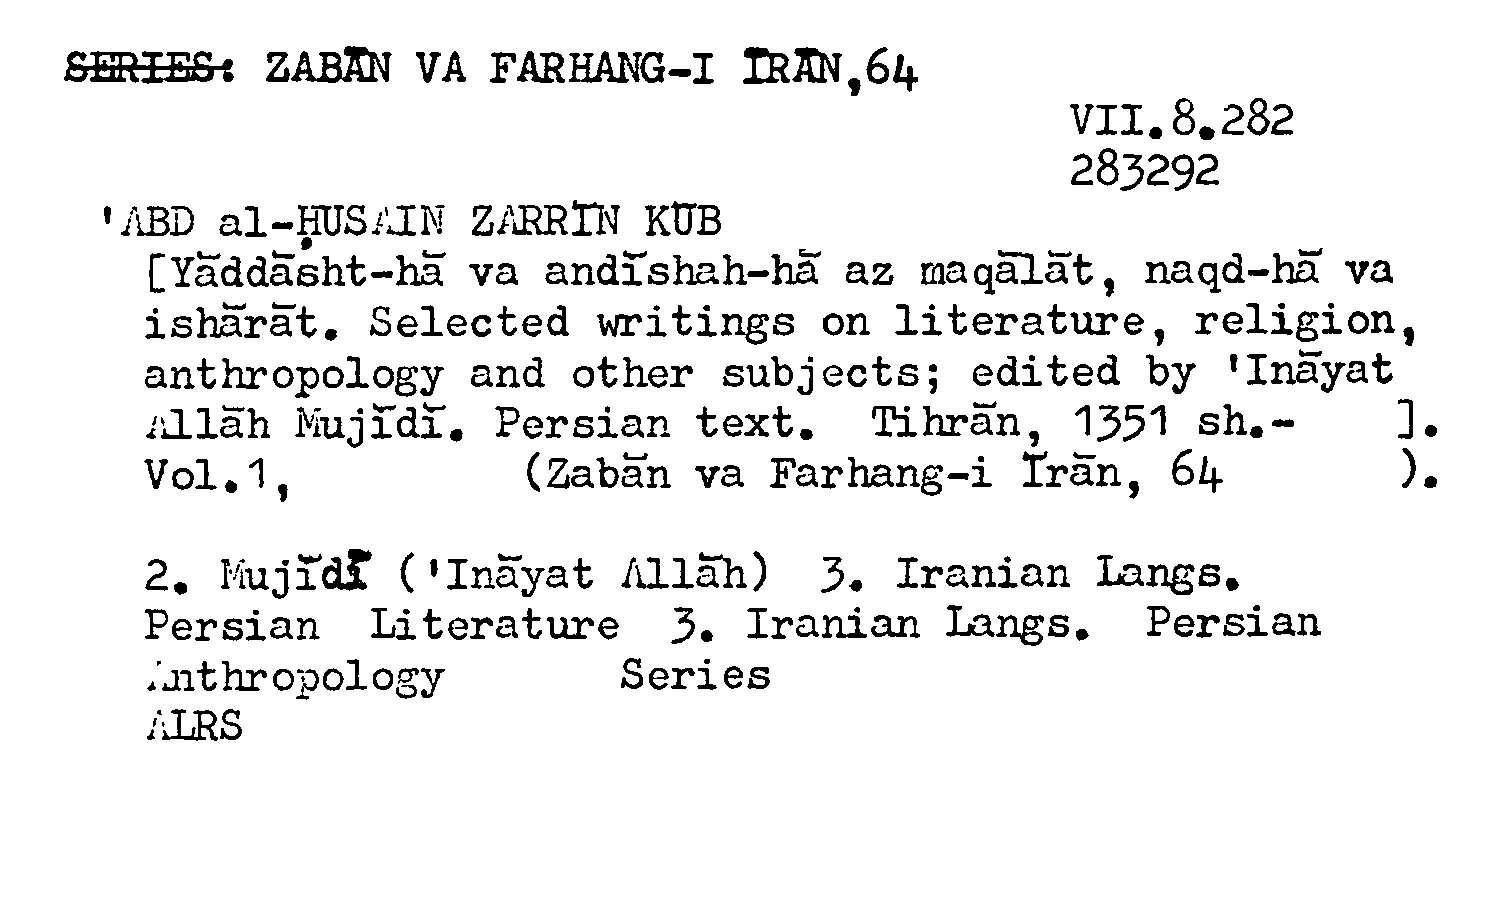 SERIES: ZABĀN VA FARHANG-I ĪRĀN,64
VII.8.282
283292
'ABD al-ḤUSAIN ZARRĪN KŪB
[Yāddāsht-hā va andīshah-hā az maqālāt, naqd-hā va
ishārāt. Selected writings on literature, religion,
anthropology and other subjects; edited by 'Ināyat
Allāh Mujīdī. Persian text. Tihrān, 1351 sh.- ].
Vol.1, (Zabān va Farhang-i Īrān, 64 ).
2. Mujīdī ('Ināyat Allāh) 3. Iranian Langs.
Persian Literature 3. Iranian Langs. Persian
Anthropology Series
ALRS